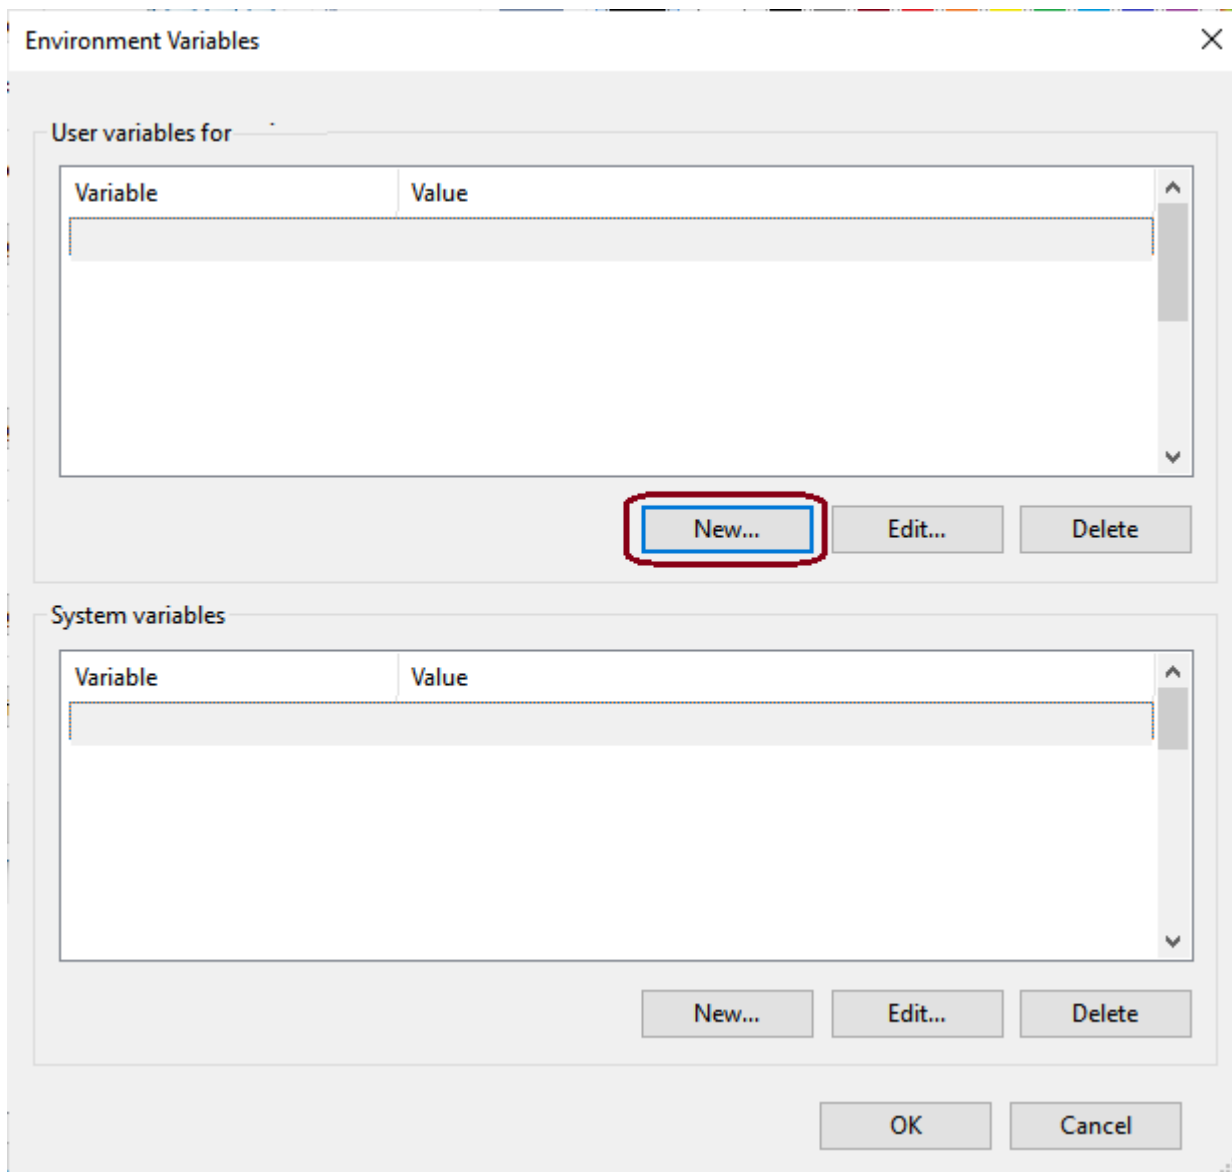 Environment Variables
User variables for
Variable Value
New... Edit... Delete
System variables
Variable Value
New... Edit... Delete
OK Cancel